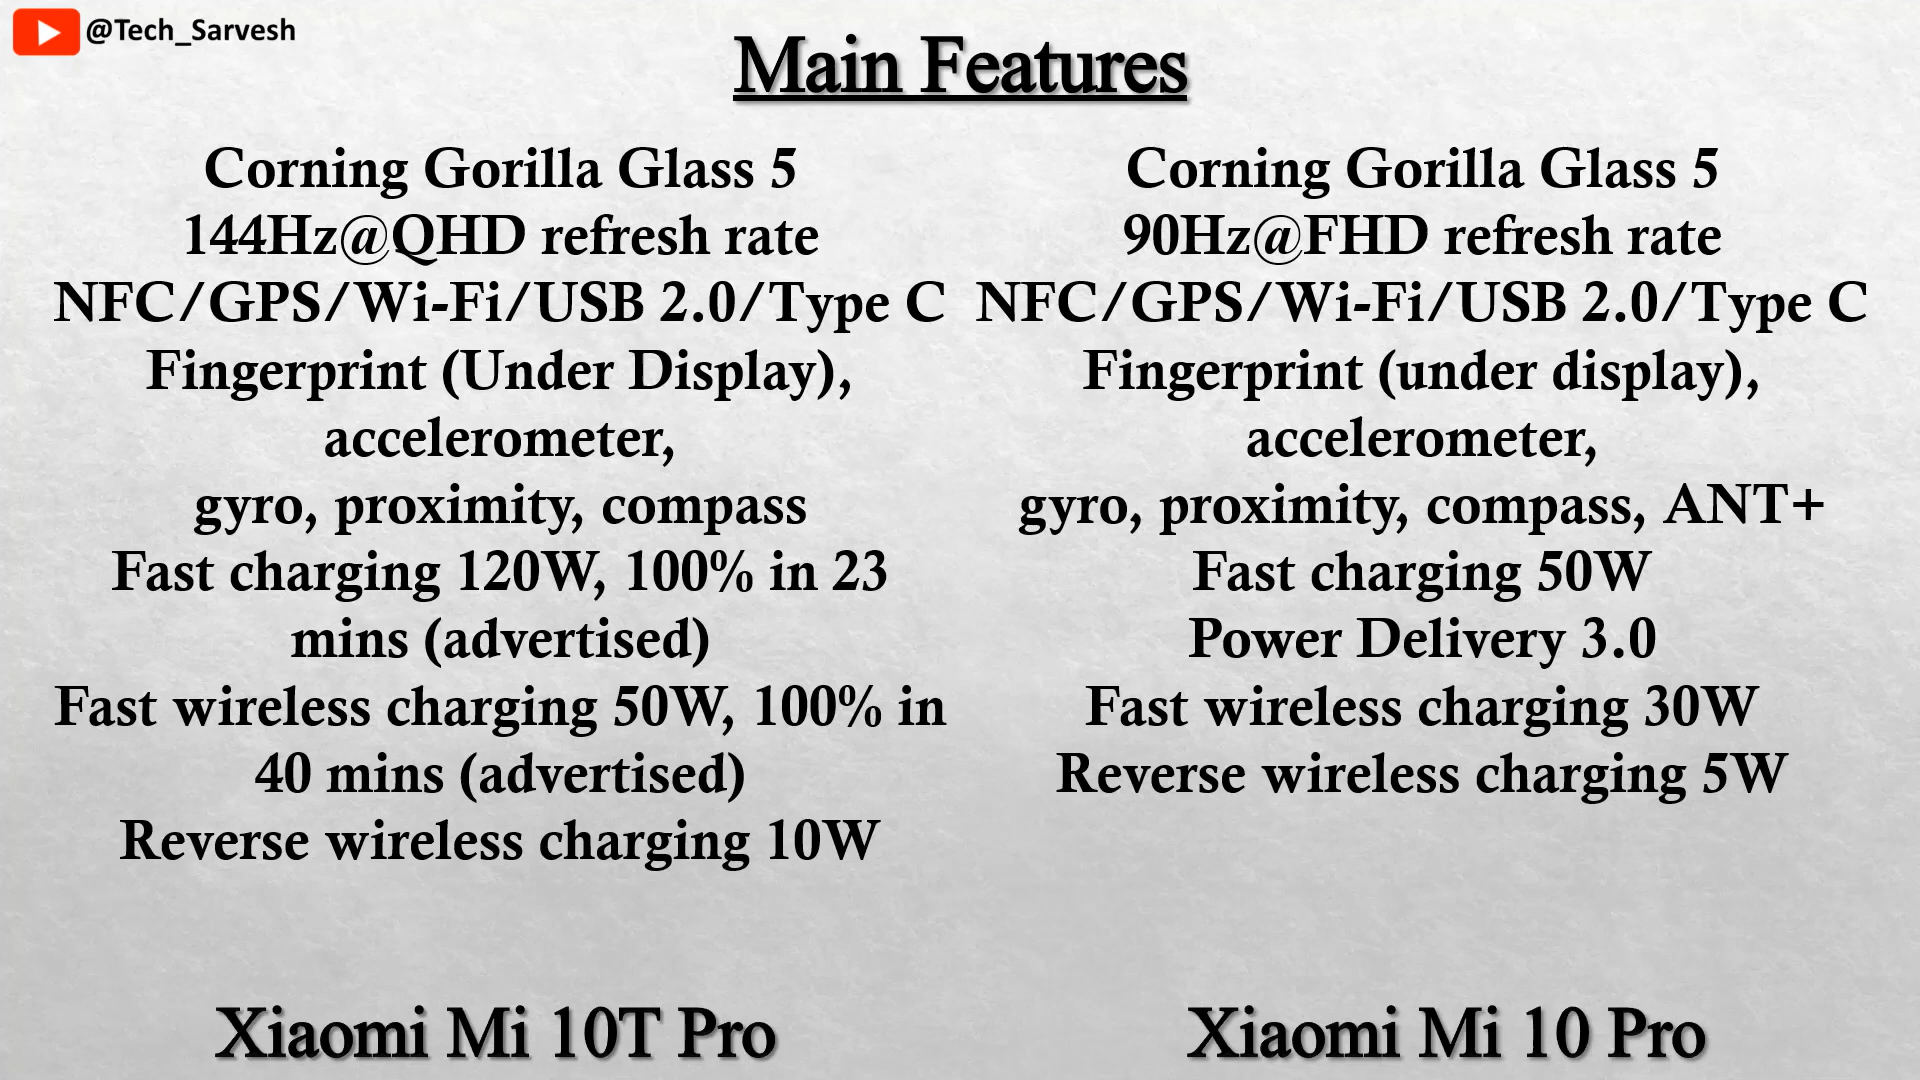 @Tech_Sarvesh
Main Features
Corning Gorilla Glass 5
144Hz@QHD refresh rate
NFC/GPS/Wi-Fi/USB 2.0/Type C
Fingerprint (Under Display),
accelerometer,
gyro, proximity, compass
Fast charging 120W, 100% in 23
mins (advertised)
Fast wireless charging 50W, 100% in
40 mins (advertised)
Reverse wireless charging 10W
Xiaomi Mi 10T Pro
Corning Gorilla Glass 5
90Hz@FHD refresh rate
NFC/GPS/Wi-Fi/USB 2.0/Type C
Fingerprint (under display),
accelerometer,
gyro, proximity, compass, ANT+
Fast charging 50W
Power Delivery 3.0
Fast wireless charging 30W
Reverse wireless charging 5W
Xiaomi Mi 10 Pro